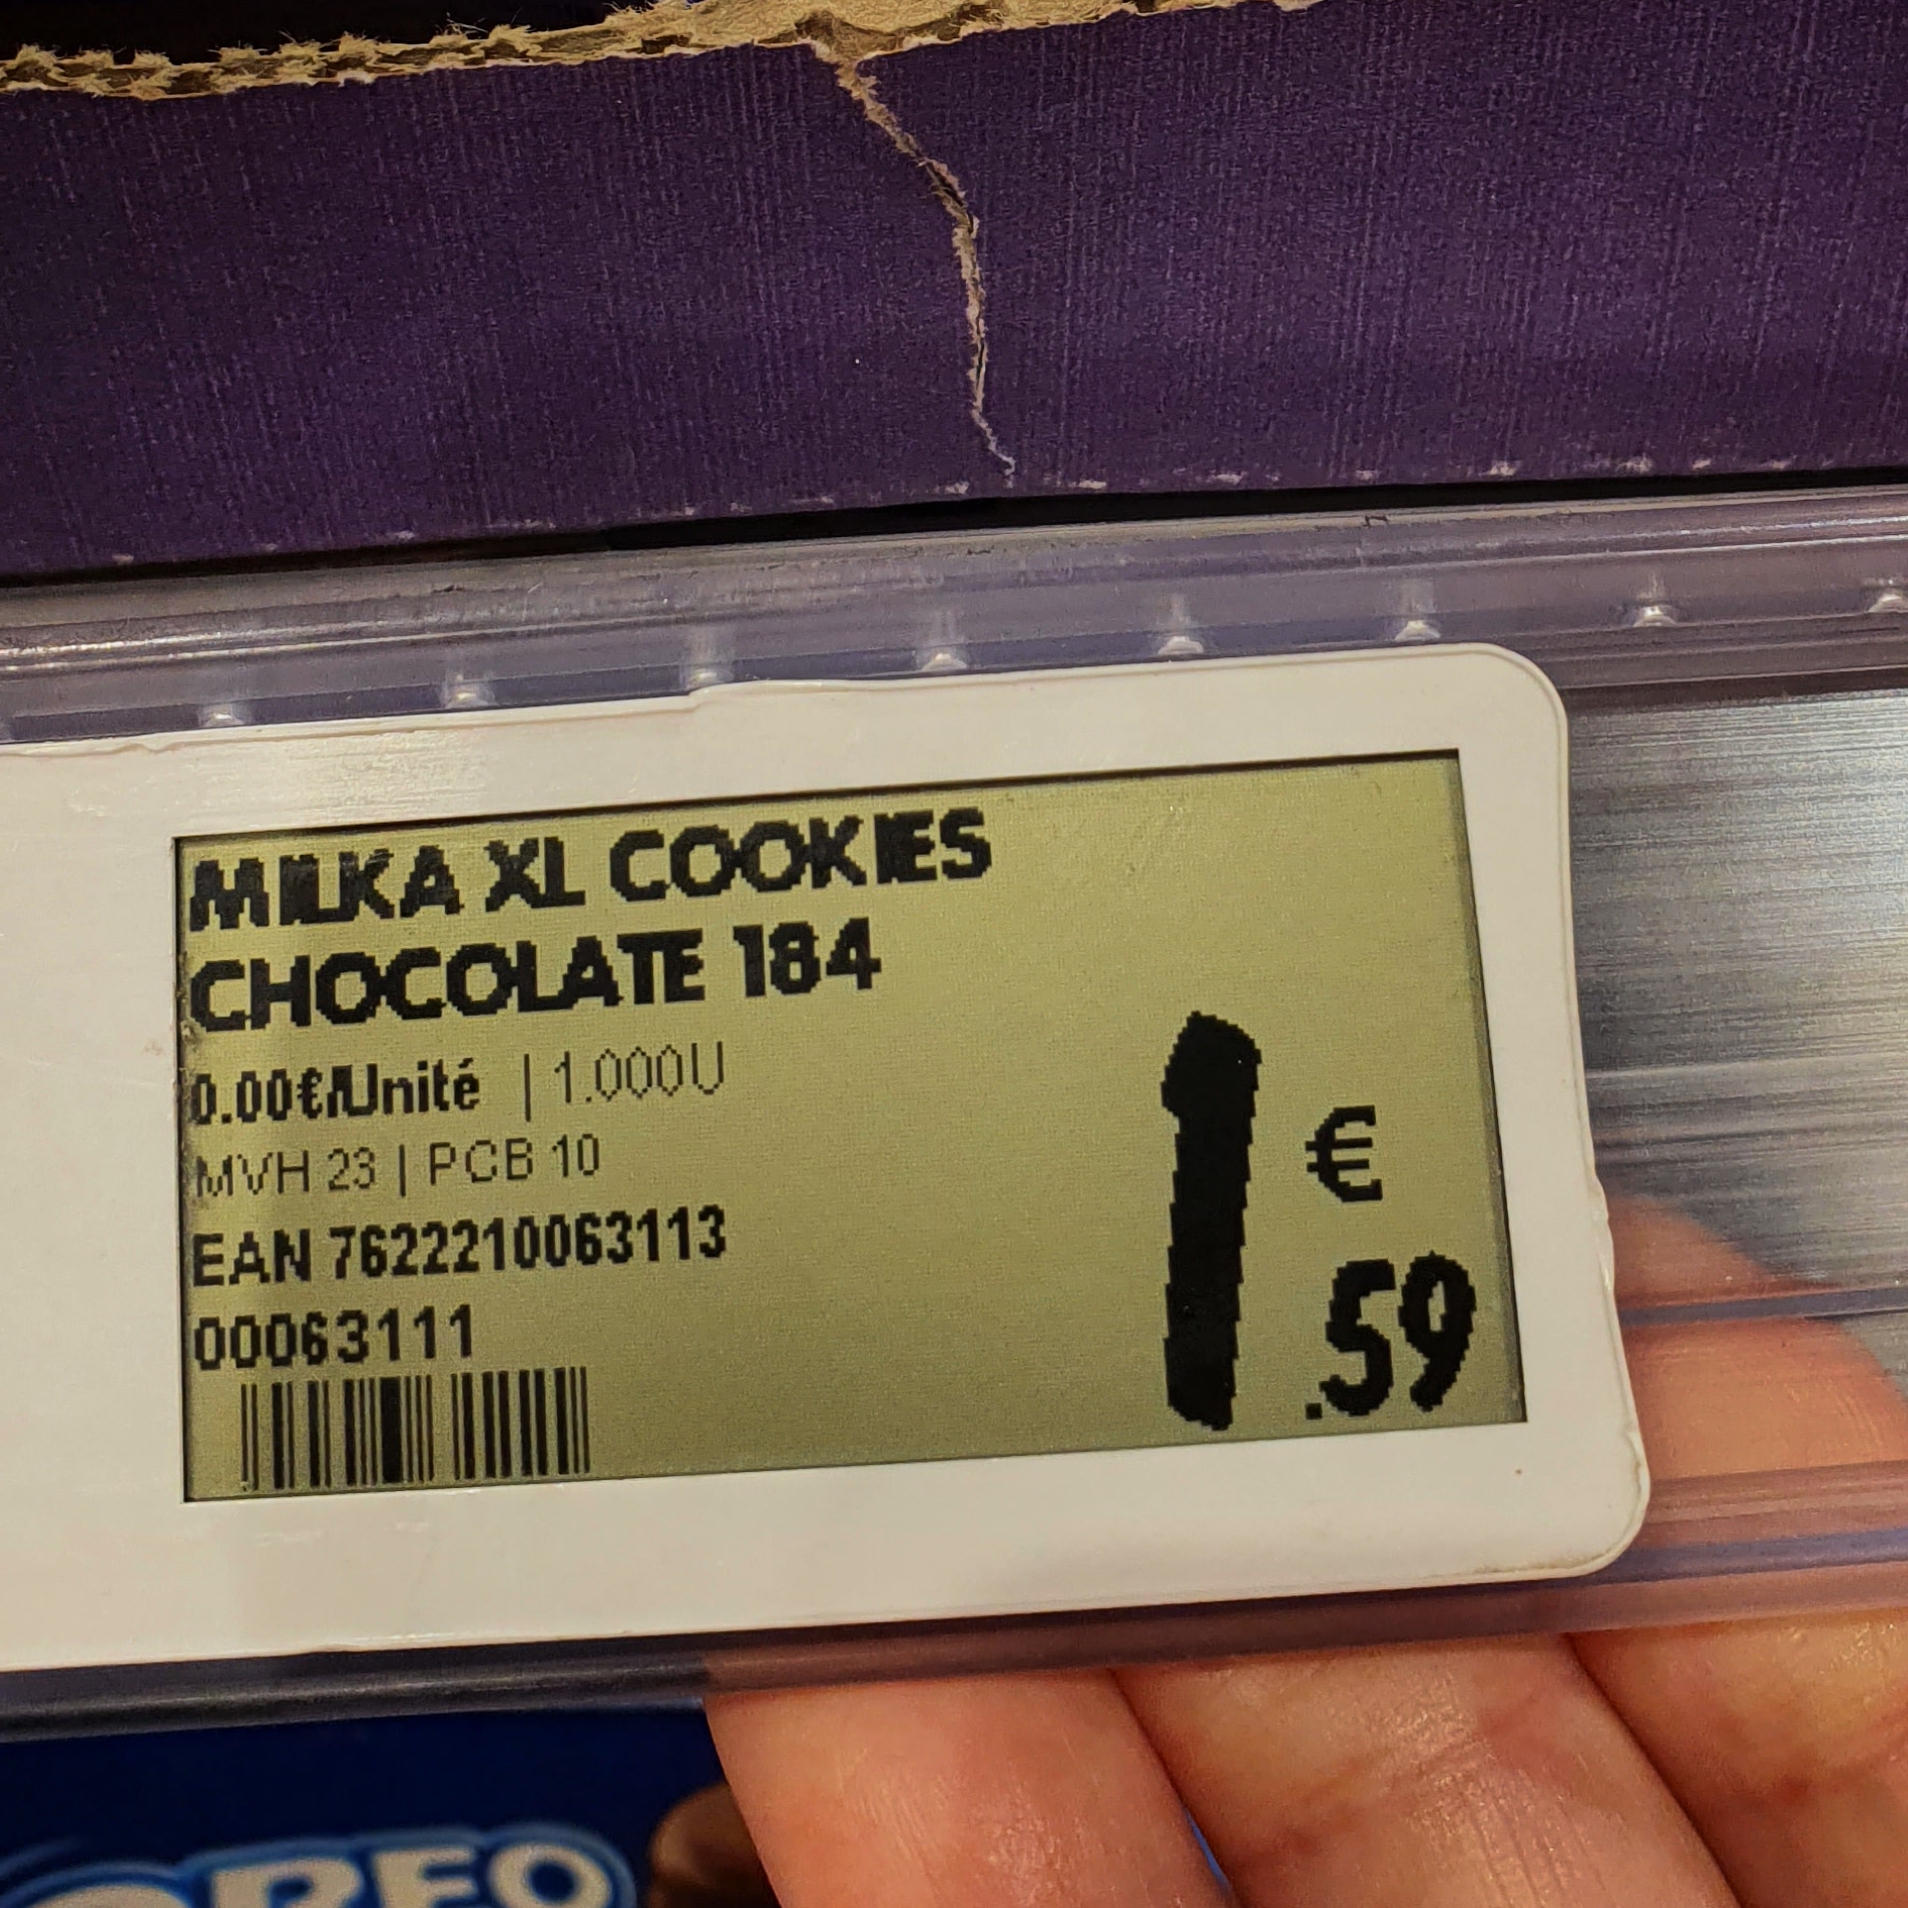 MILKA XL COOKIES
CHOCOLATE 184
0.00€/Unité | 1.000U
MVH 23 | PCB 10
EAN 7622210063113
00063111
1 €
.59
OREO